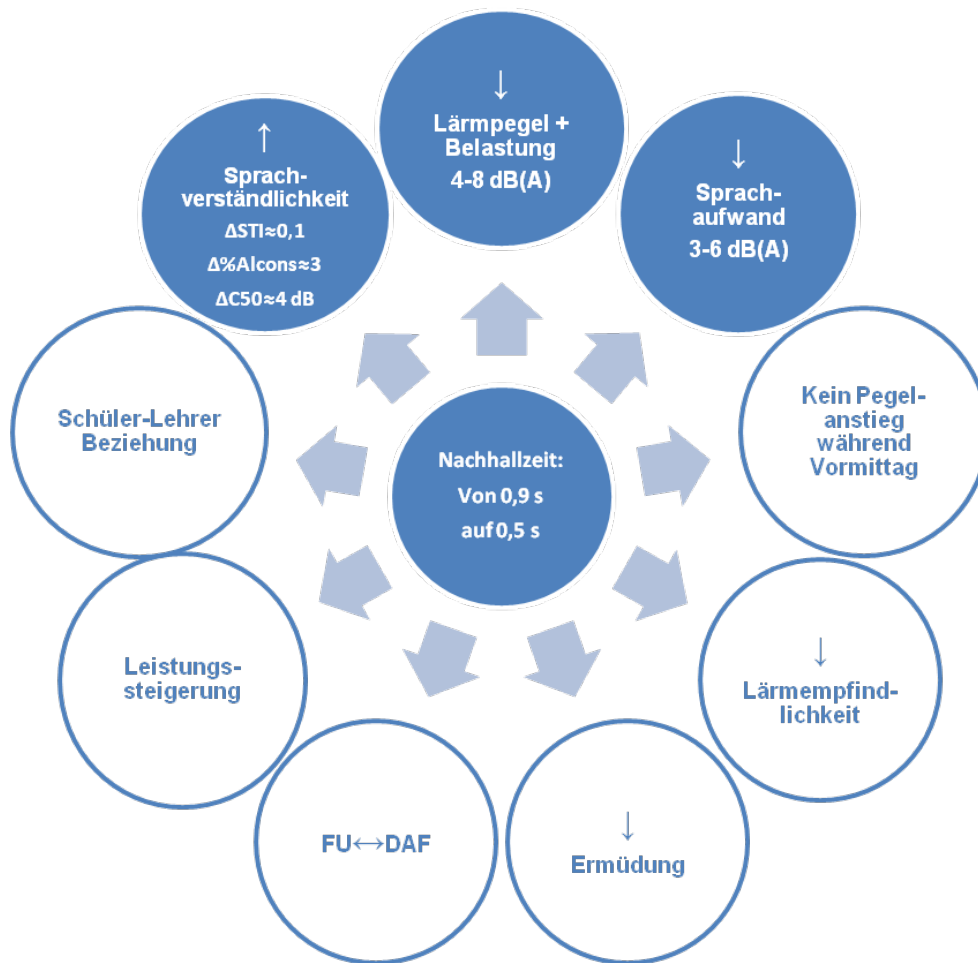 ↓
Lärmpegel +
Belastung
4-8 dB(A)
↓
Sprach-
aufwand
3-6 dB(A)
Kein Pegel-
anstieg
während
Vormittag
↓
Lärmempfind-
lichkeit
↓
Ermüdung
FU↔DAF
Leistungs-
steigerung
Schüler-Lehrer
Beziehung
↑
Sprach-
verständlichkeit
ΔSTI≈0,1
Δ%Alcons≈3
ΔC50≈4 dB
Nachhallzeit:
Von 0,9 s
auf 0,5 s